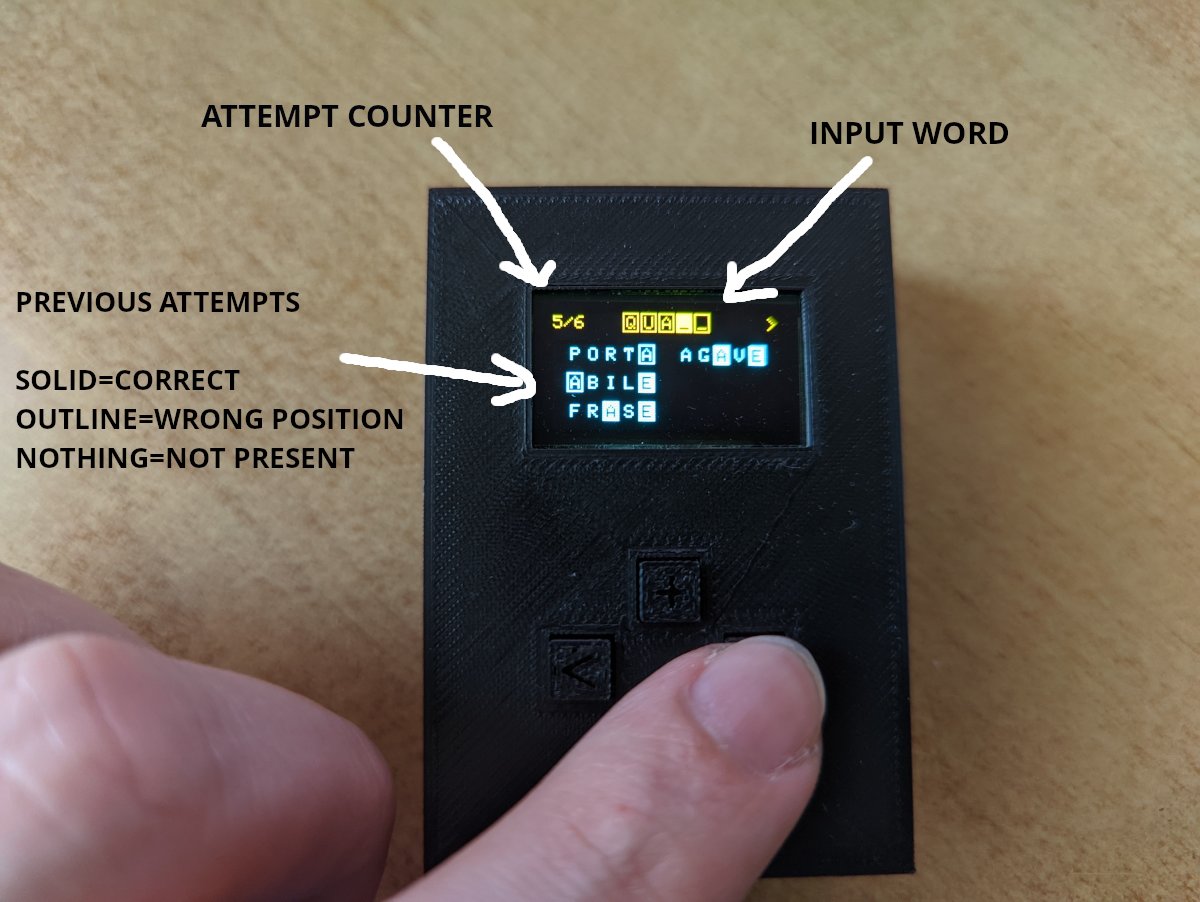 ATTEMPT COUNTER
INPUT WORD
PREVIOUS ATTEMPTS
SOLID=CORRECT
OUTLINE=WRONG POSITION
NOTHING=NOT PRESENT
5/6 QUA__ >
PORTA AGAVE
ABILE
FRASE
+
<